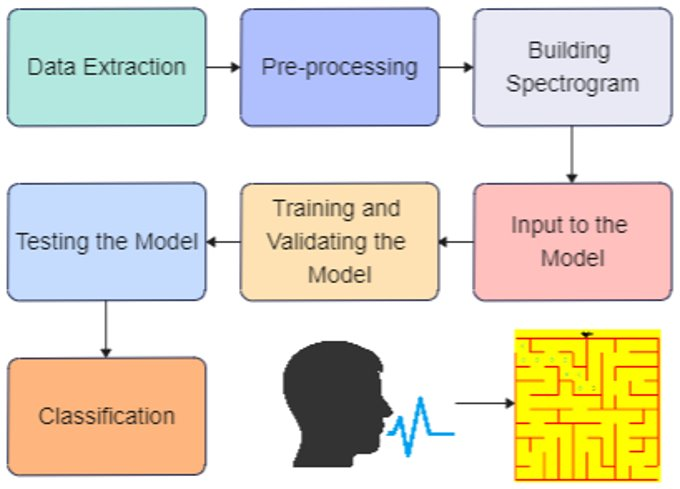 Data Extraction
Pre-processing
Building
Spectrogram
Input to the
Model
Training and
Validating the
Model
Testing the Model
Classification